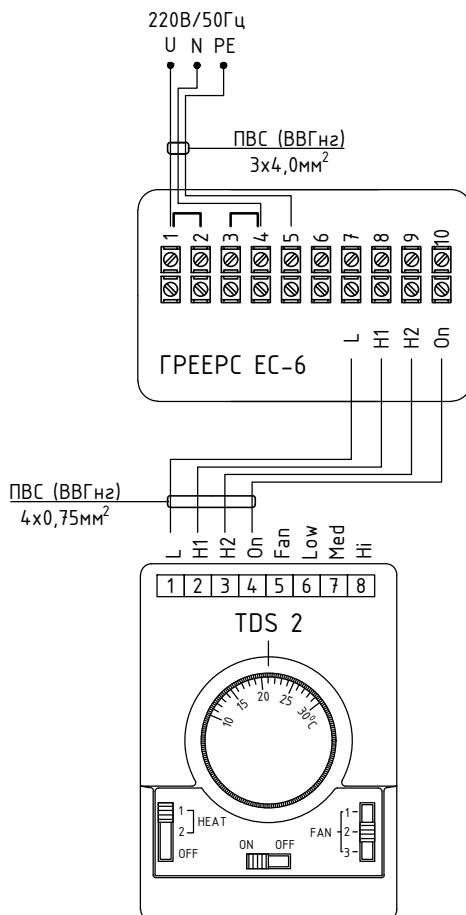 220В/50Гц
U N PE
ПВС (ВВГнг)
3х4,0мм²
1 2 3 4 5 6 7 8 9 10
L H1 H2 On
ГРЕЕРС ЕС-6
ПВС (ВВГнг)
4х0,75мм²
L H1 H2 On Fan Low Med Hi
1 2 3 4 5 6 7 8
TDS 2
10 15 20 25 30°C
1
2
HEAT
OFF
ON OFF
FAN
1
2
3